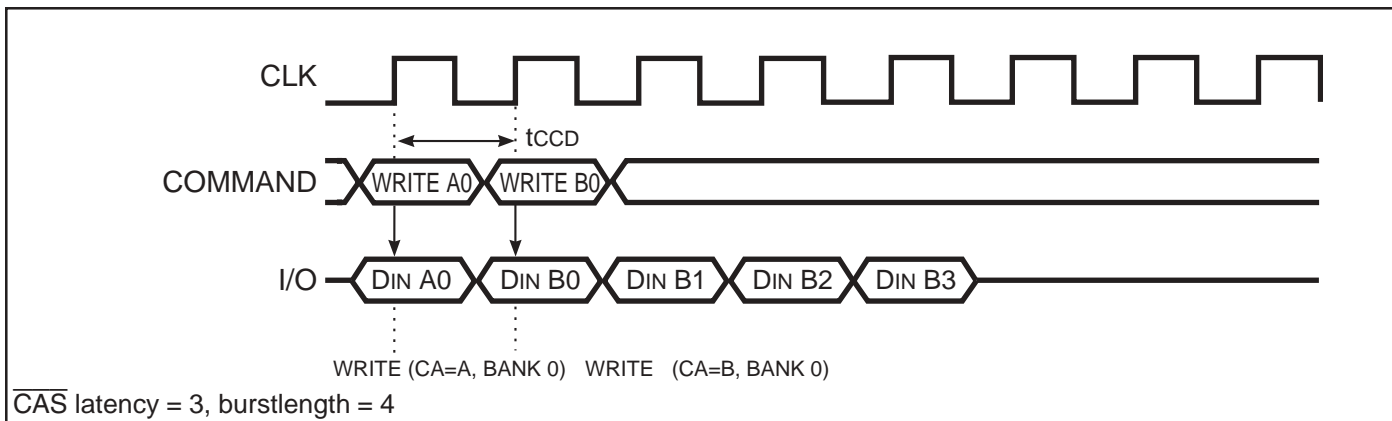 CLK
tCCD
COMMAND WRITE A0 WRITE B0
I/O DIN A0 DIN B0 DIN B1 DIN B2 DIN B3
WRITE (CA=A, BANK 0) WRITE (CA=B, BANK 0)
C̅A̅S̅ latency = 3, burstlength = 4